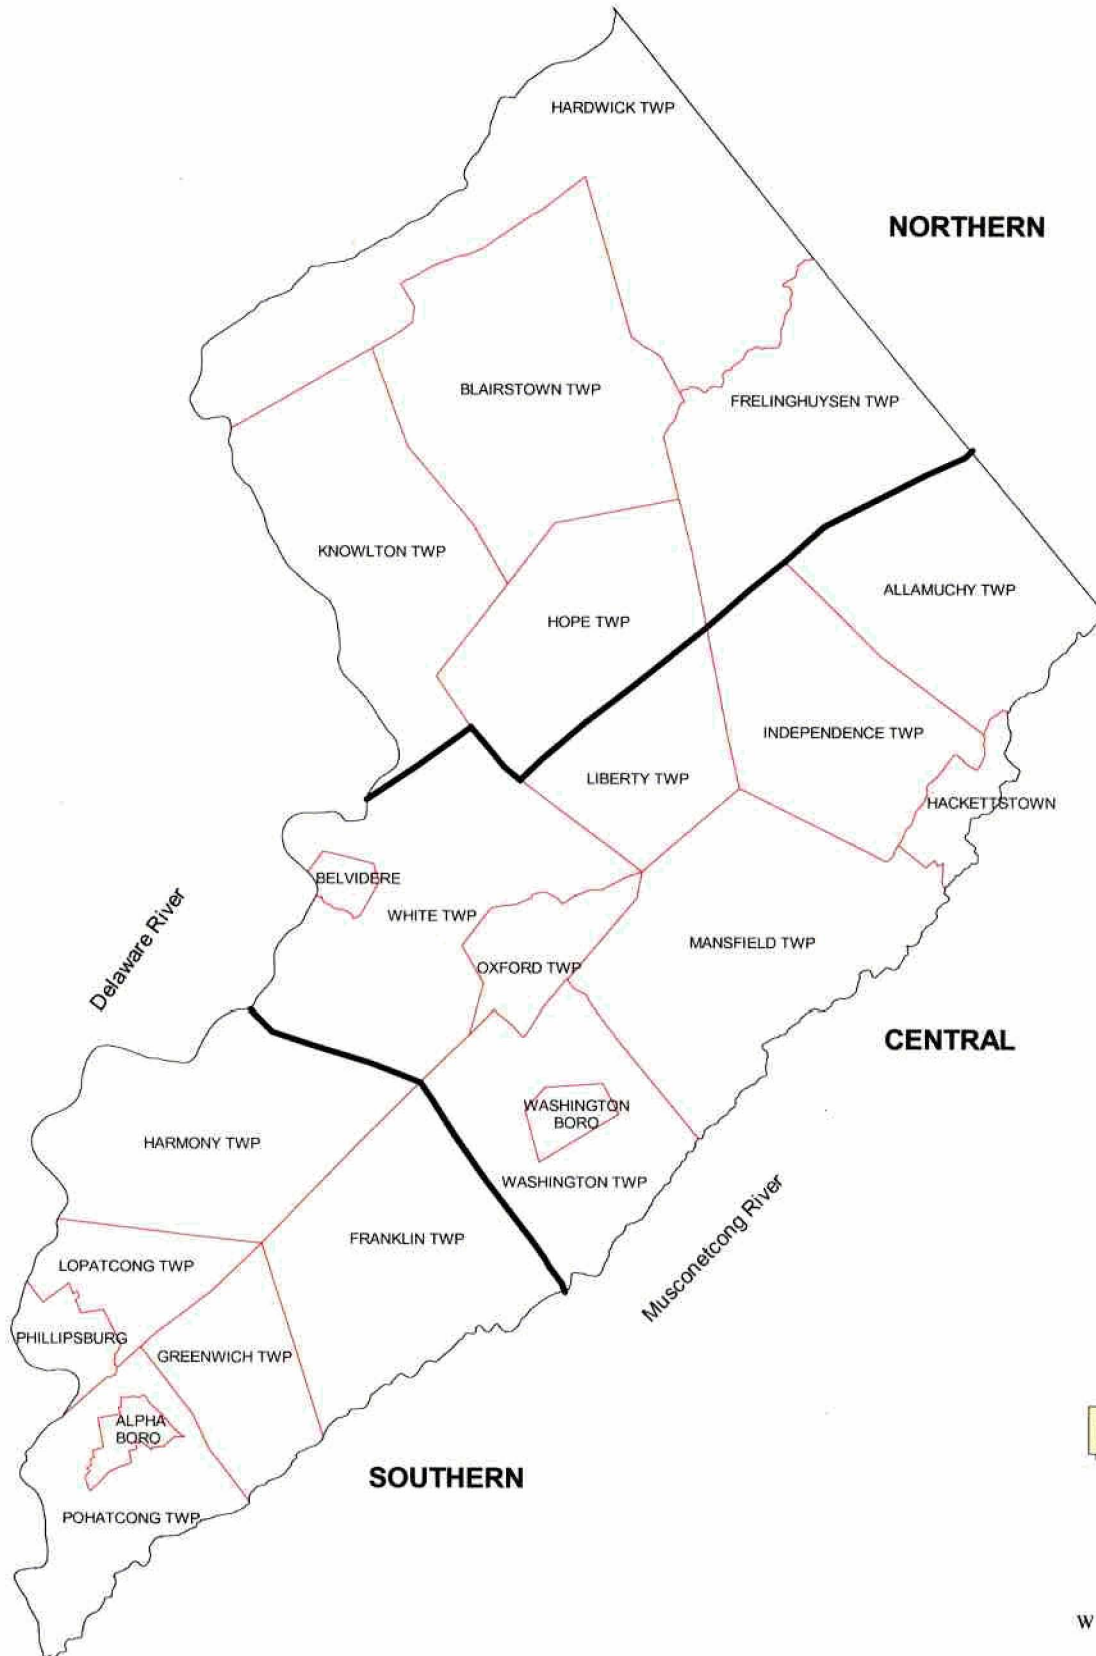 HARDWICK TWP
NORTHERN
BLAIRSTOWN TWP
FRELINGHUYSEN TWP
KNOWLTON TWP
ALLAMUCHY TWP
HOPE TWP
INDEPENDENCE TWP
LIBERTY TWP
HACKETTSTOWN
BELVIDERE
WHITE TWP
MANSFIELD TWP
Delaware River
OXFORD TWP
CENTRAL
WASHINGTON
BORO
HARMONY TWP
WASHINGTON TWP
FRANKLIN TWP
Musconetcong River
LOPATCONG TWP
PHILLIPSBURG
GREENWICH TWP
ALPHA
BORO
SOUTHERN
POHATCONG TWP
W